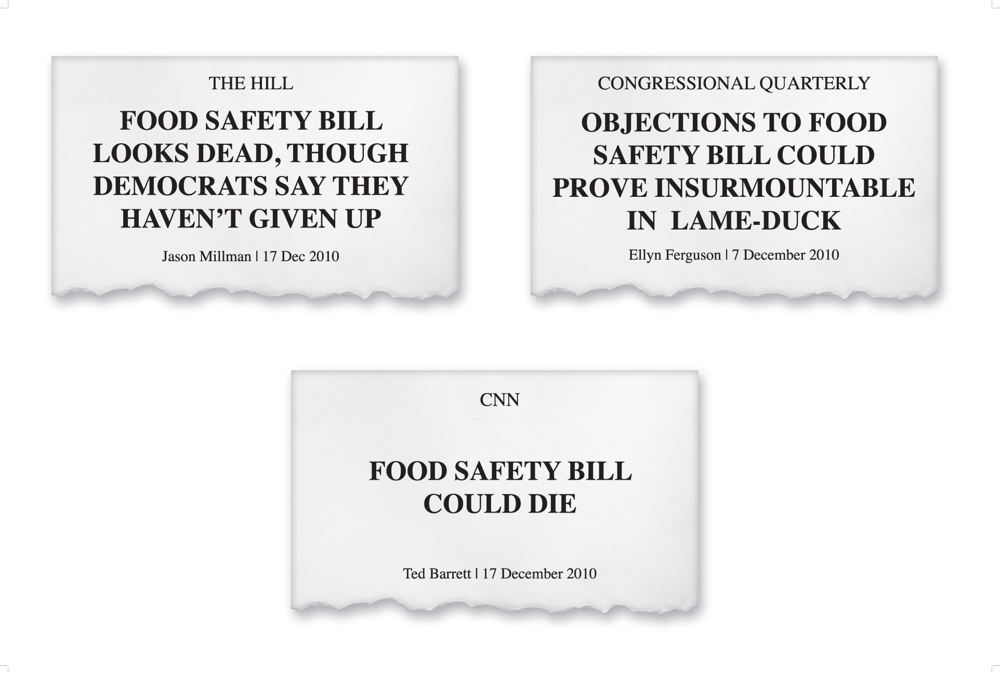 THE HILL
FOOD SAFETY BILL
LOOKS DEAD, THOUGH
DEMOCRATS SAY THEY
HAVEN’T GIVEN UP
Jason Millman | 17 Dec 2010
CONGRESSIONAL QUARTERLY
OBJECTIONS TO FOOD
SAFETY BILL COULD
PROVE INSURMOUNTABLE
IN  LAME-DUCK
Ellyn Ferguson | 7 December 2010
CNN
FOOD SAFETY BILL
COULD DIE
Ted Barrett | 17 December 2010